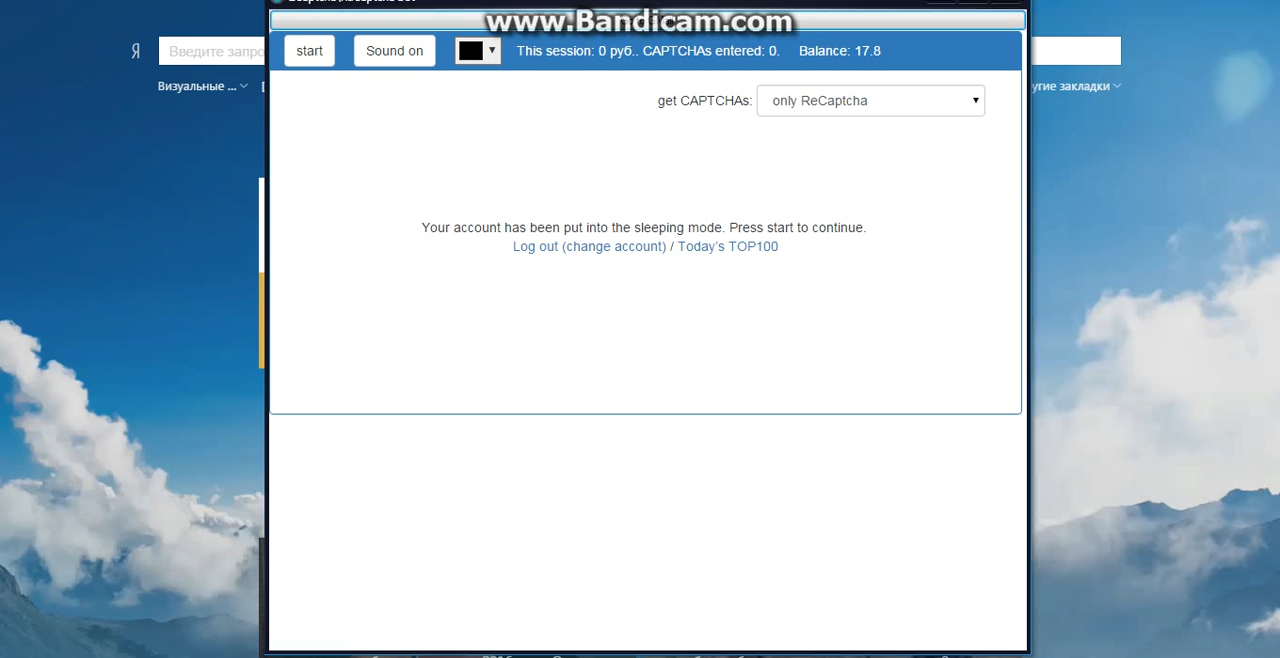 www.Bandicam.com
start
Sound on
This session: 0 руб.. CAPTCHAs entered: 0.
Balance: 17.8
Я
Введите запро
Визуальные ...
угие закладки
get CAPTCHAs:
only ReCaptcha
Your account has been put into the sleeping mode. Press start to continue.
Log out (change account) / Today's TOP100